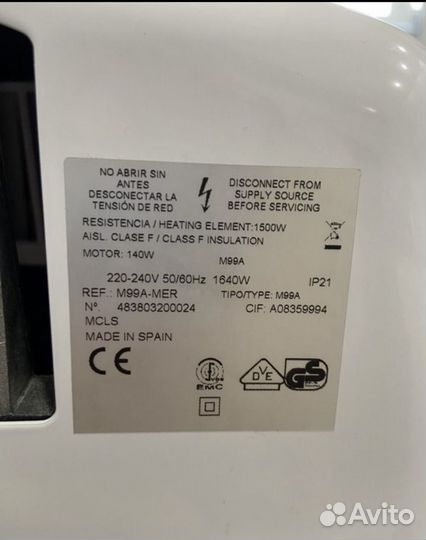 NO ABRIR SIN
ANTES
DESCONECTAR LA
TENSIÓN DE RED
DISCONNECT FROM
SUPPLY SOURCE
BEFORE SERVICING
RESISTENCIA / HEATING ELEMENT:1500W
AISL. CLASE F / CLASS F INSULATION
MOTOR: 140W M99A
220-240V 50/60Hz 1640W IP21
REF.: M99A-MER TIPO/TYPE: M99A
Nº. 483803200024 CIF: A08359994
MCLS
MADE IN SPAIN
CE
EMC
DVE
GS
Avito